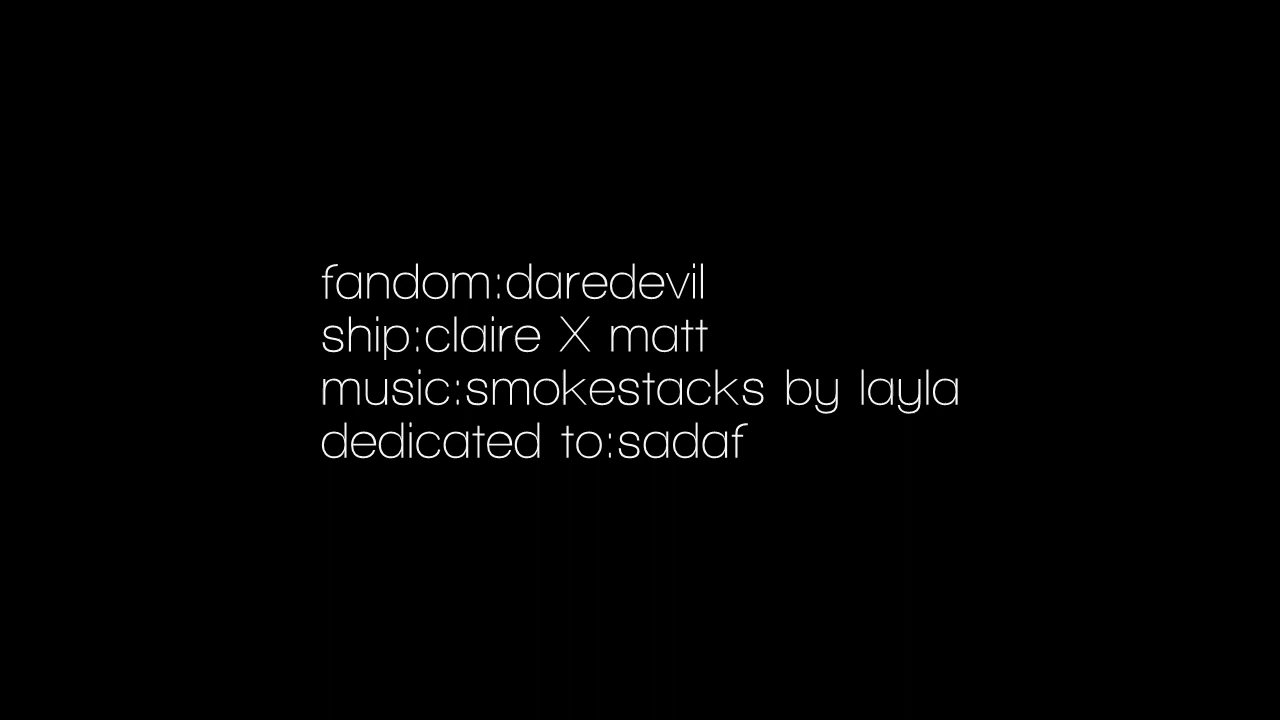 fandom:daredevil
ship:claire X matt
music:smokestacks by layla
dedicated to:sadaf